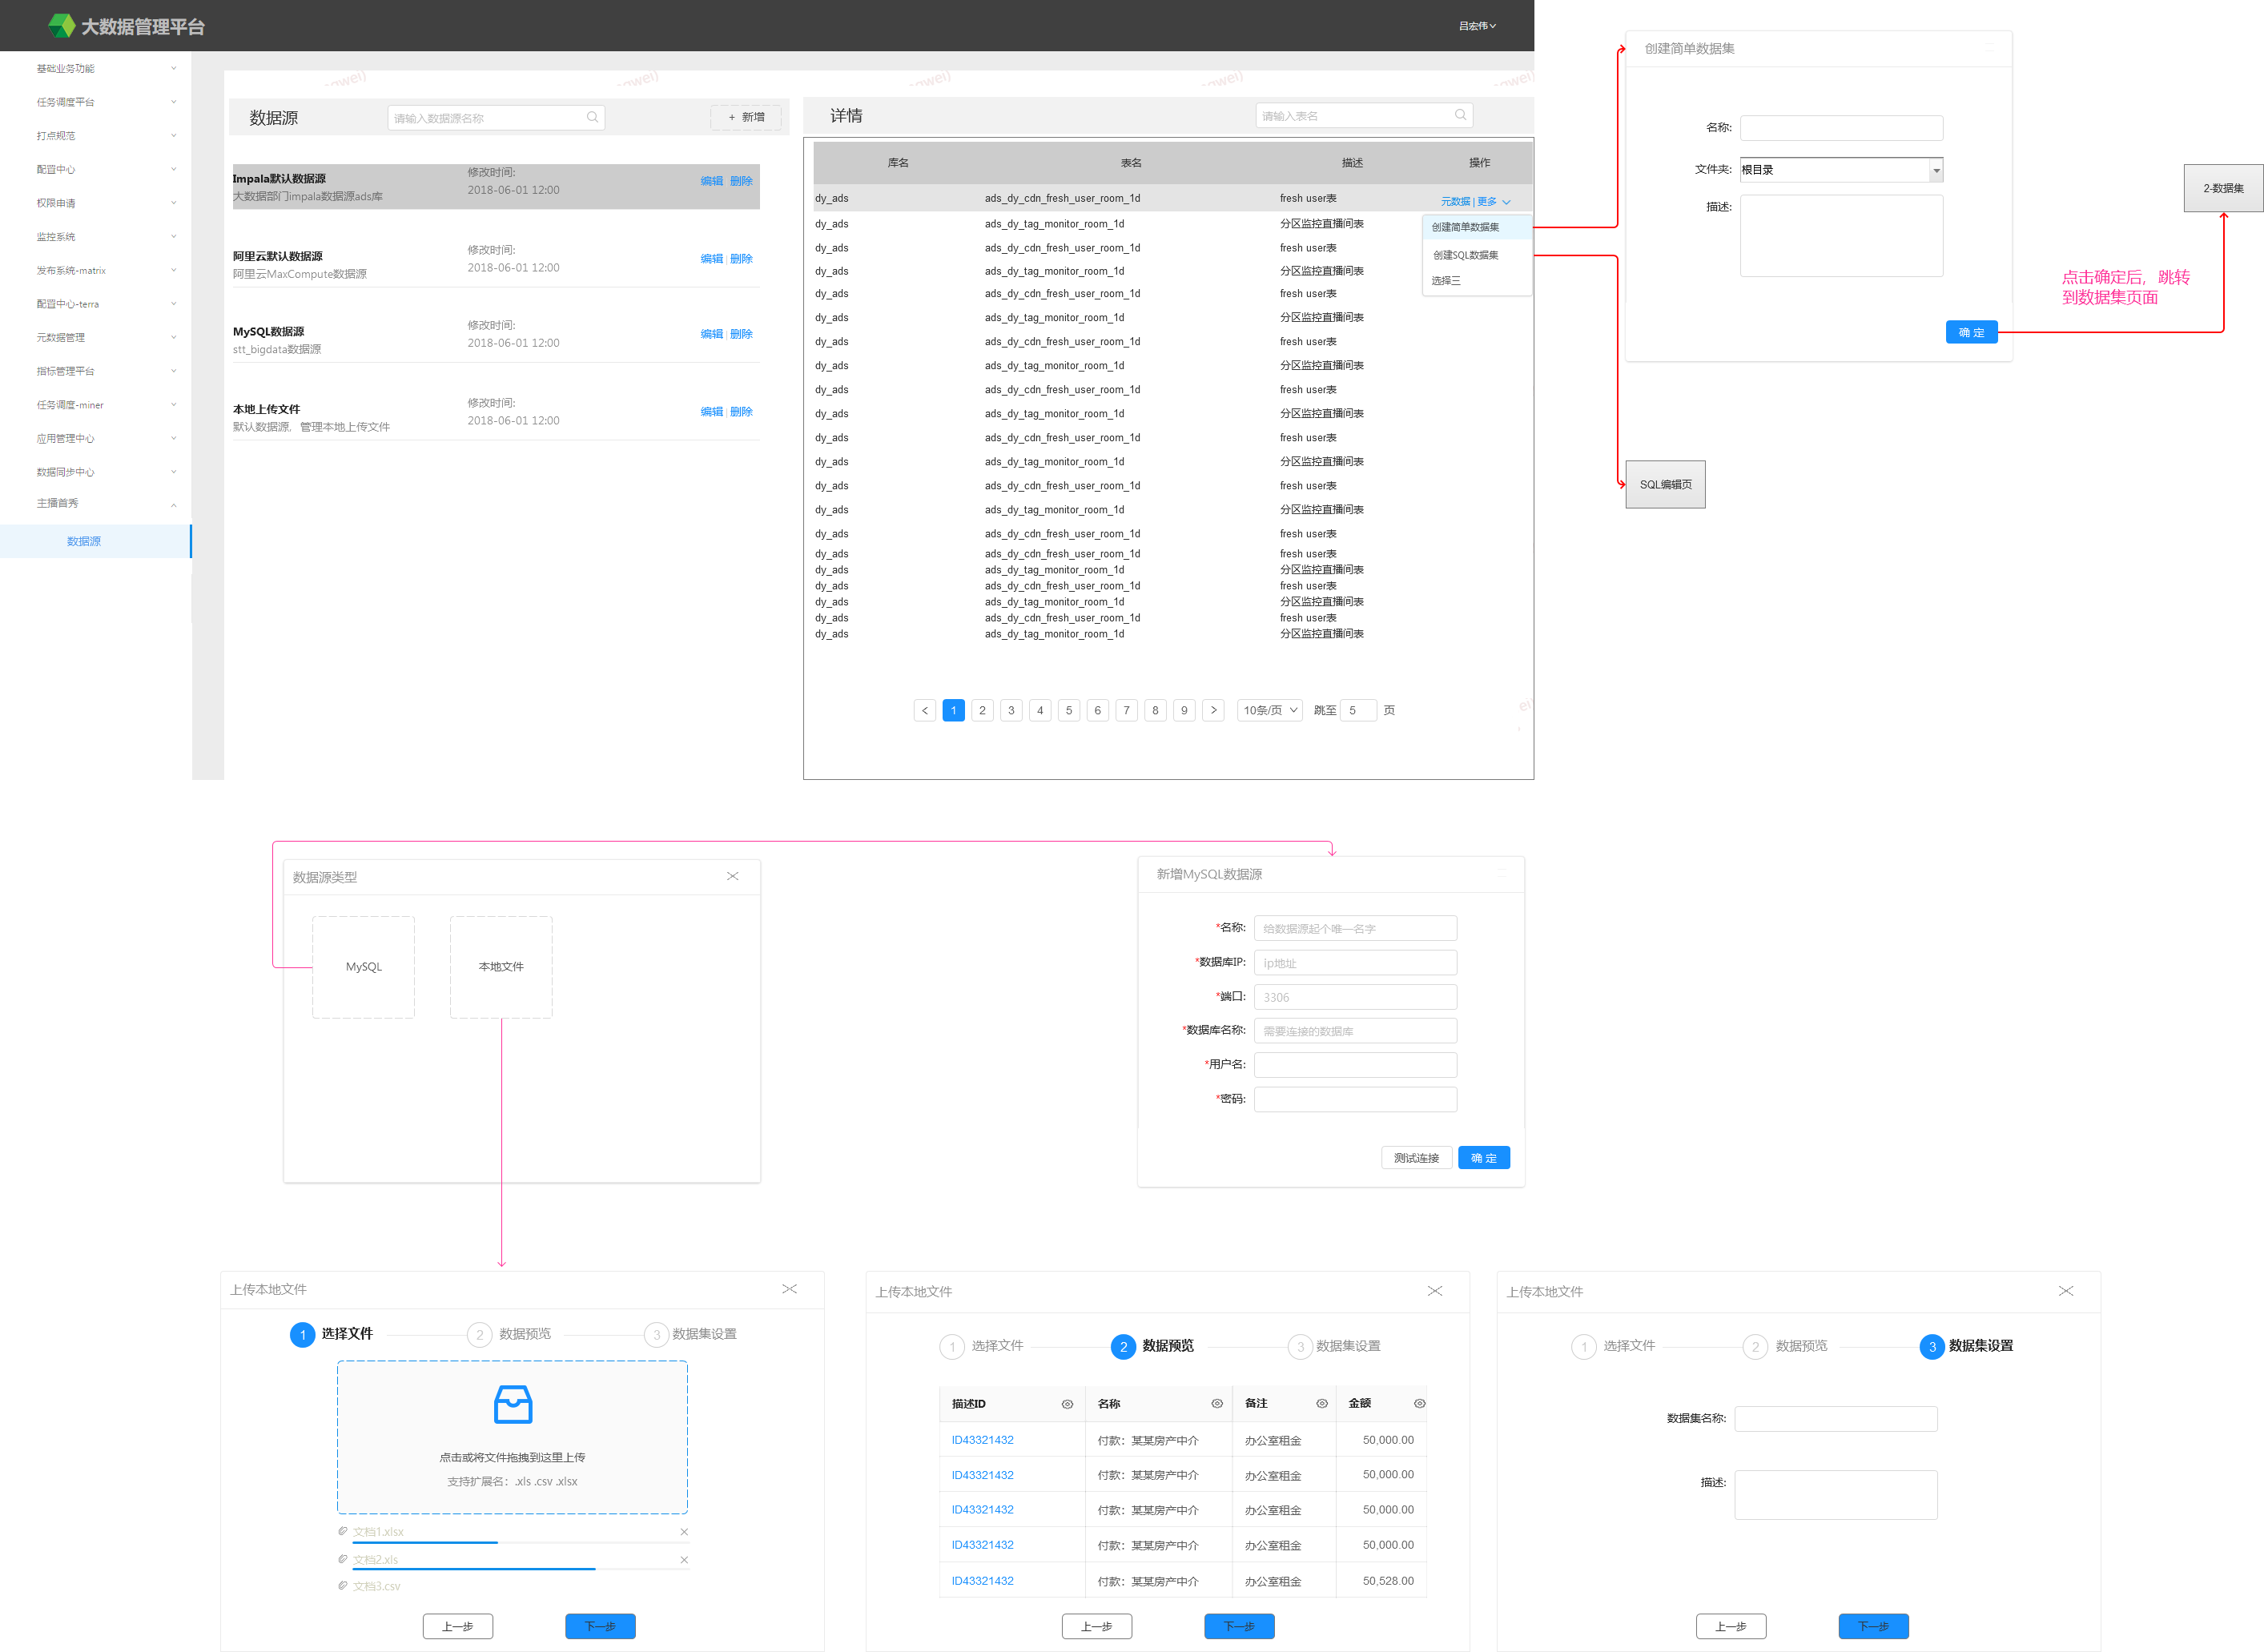 大数据管理平台
吕宏伟
基础业务功能
任务调度平台
打点规范
配置中心
权限申请
监控系统
发布系统-matrix
配置中心-terra
元数据管理
指标管理平台
任务调度-miner
应用管理中心
数据同步中心
主播首秀
数据源
数据源
请输入数据源名称
+ 新增
Impala默认数据源
大数据部门impala数据源ads库
修改时间:
2018-06-01 12:00
编辑 删除
阿里云默认数据源
阿里云MaxCompute数据源
修改时间:
2018-06-01 12:00
编辑 删除
MySQL数据源
stt_bigdata数据源
修改时间:
2018-06-01 12:00
编辑 删除
本地上传文件
默认数据源，管理本地上传文件
修改时间:
2018-06-01 12:00
编辑 删除
详情
请输入表名
库名 表名 描述 操作
dy_ads ads_dy_cdn_fresh_user_room_1d fresh user表 元数据 | 更多
dy_ads ads_dy_tag_monitor_room_1d 分区监控直播间表
dy_ads ads_dy_cdn_fresh_user_room_1d fresh user表
dy_ads ads_dy_tag_monitor_room_1d 分区监控直播间表
dy_ads ads_dy_cdn_fresh_user_room_1d fresh user表
dy_ads ads_dy_tag_monitor_room_1d 分区监控直播间表
dy_ads ads_dy_cdn_fresh_user_room_1d fresh user表
dy_ads ads_dy_tag_monitor_room_1d 分区监控直播间表
dy_ads ads_dy_cdn_fresh_user_room_1d fresh user表
dy_ads ads_dy_tag_monitor_room_1d 分区监控直播间表
dy_ads ads_dy_cdn_fresh_user_room_1d fresh user表
dy_ads ads_dy_tag_monitor_room_1d 分区监控直播间表
dy_ads ads_dy_cdn_fresh_user_room_1d fresh user表
dy_ads ads_dy_tag_monitor_room_1d 分区监控直播间表
dy_ads ads_dy_cdn_fresh_user_room_1d fresh user表
dy_ads ads_dy_cdn_fresh_user_room_1d fresh user表
dy_ads ads_dy_tag_monitor_room_1d 分区监控直播间表
dy_ads ads_dy_cdn_fresh_user_room_1d fresh user表
dy_ads ads_dy_tag_monitor_room_1d 分区监控直播间表
dy_ads ads_dy_cdn_fresh_user_room_1d fresh user表
dy_ads ads_dy_tag_monitor_room_1d 分区监控直播间表
创建简单数据集
创建SQL数据集
选择三
< 1 2 3 4 5 6 7 8 9 > 10条/页 跳至 5 页
创建简单数据集
名称:
文件夹: 根目录
描述:
确 定
点击确定后，跳转
到数据集页面
2-数据集
SQL编辑页
数据源类型
MySQL
本地文件
新增MySQL数据源
*名称: 给数据源起个唯一名字
*数据库IP: ip地址
*端口: 3306
*数据库名称: 需要连接的数据库
*用户名:
*密码:
测试连接
确 定
上传本地文件
1 选择文件 2 数据预览 3 数据集设置
点击或将文件拖拽到这里上传
支持扩展名：.xls .csv .xlsx
文档1.xlsx
文档2.xls
文档3.csv
上一步 下一步
上传本地文件
1 选择文件 2 数据预览 3 数据集设置
描述ID 名称 备注 金额
ID43321432 付款：某某房产中介 办公室租金 50,000.00
ID43321432 付款：某某房产中介 办公室租金 50,000.00
ID43321432 付款：某某房产中介 办公室租金 50,000.00
ID43321432 付款：某某房产中介 办公室租金 50,000.00
ID43321432 付款：某某房产中介 办公室租金 50,528.00
上一步 下一步
上传本地文件
1 选择文件 2 数据预览 3 数据集设置
数据集名称:
描述:
上一步 下一步